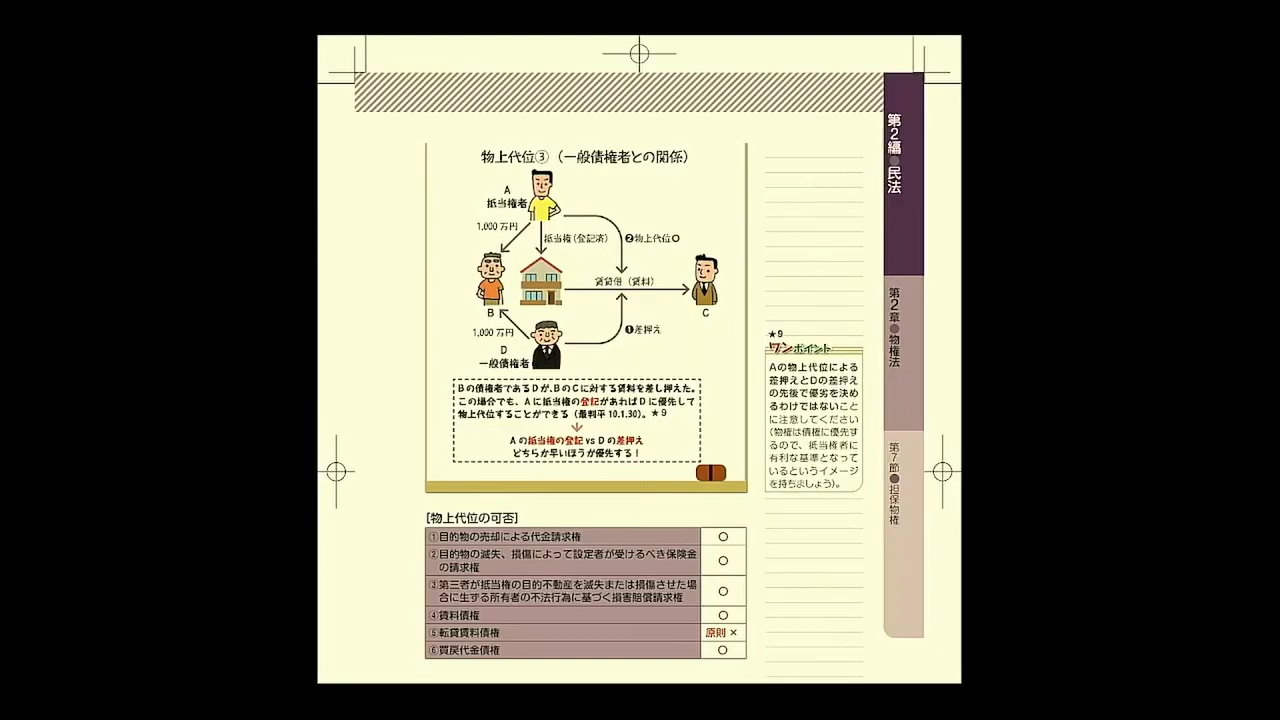 物上代位③（一般債権者との関係）
A
抵当権者
1,000万円
抵当権（登記済）
❷物上代位○
賃貸借（賃料）
B
C
1,000万円
❶差押え
D
一般債権者
Bの債権者であるDが、BのCに対する賃料を差し押えた。
この場合でも、Aに抵当権の登記があればDに優先して
物上代位することができる（最判平10.1.30）。★9
Aの抵当権の登記 vs Dの差押え
どちらか早いほうが優先する！
[物上代位の可否]
①目的物の売却による代金請求権 ○
②目的物の滅失、損傷によって設定者が受けるべき保険金
の請求権 ○
③第三者が抵当権の目的不動産を滅失または損傷させた場
合に生ずる所有者の不法行為に基づく損害賠償請求権 ○
④賃料債権 ○
⑤転貸賃料債権 原則×
⑥買戻代金債権 ○
★9
ワンポイント
Aの物上代位による
差押えとDの差押え
の先後で優劣を決め
るわけではないこと
に注意してください
（物権は債権に優先す
るので、抵当権者に
有利な基準となって
いるというイメージ
を持ちましょう）。
第2編●民法
第2章●物権法
第7節●担保物権